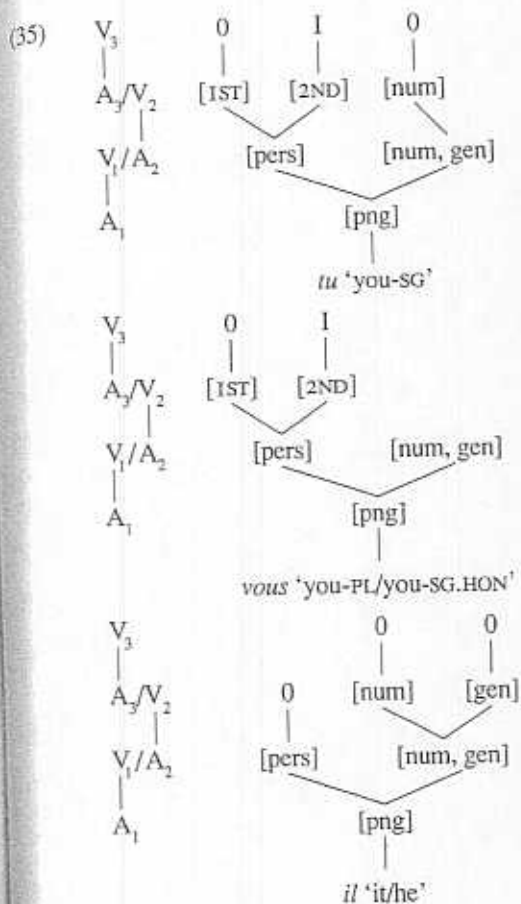 (35) V₃ 0 I 0
A₃/V₂ [1ST] [2ND] [num]
V₁/A₂ [pers] [num, gen]
A₁ [png]
tu ‘you-SG’
V₃ 0 I
A₃/V₂ [1ST] [2ND]
V₁/A₂ [pers] [num, gen]
A₁ [png]
vous ‘you-PL/you-SG.HON’
V₃ 0 0
A₃/V₂ 0 [num] [gen]
V₁/A₂ [pers] [num, gen]
A₁ [png]
il ‘it/he’